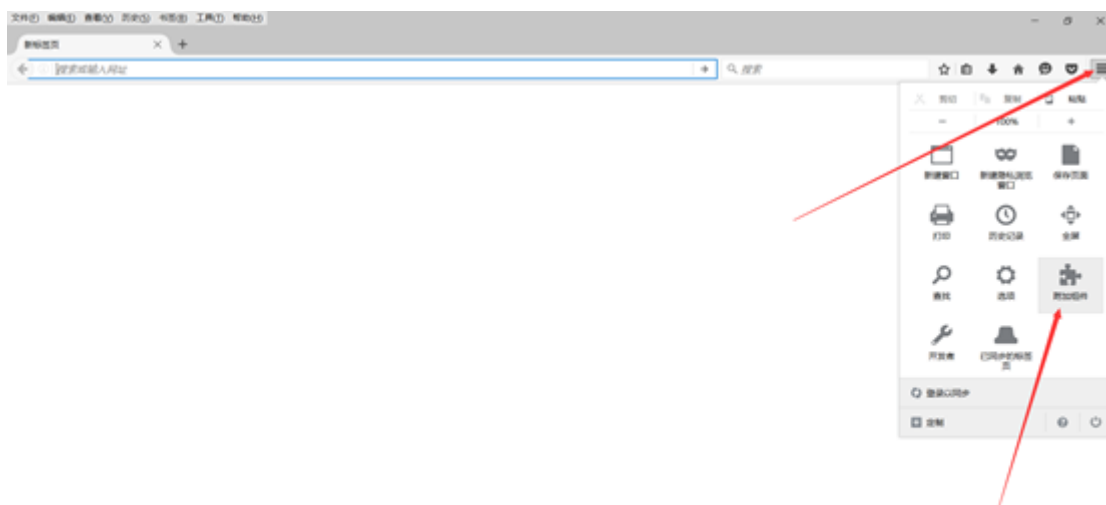 文件(F) 编辑(E) 查看(V) 历史(S) 书签(B) 工具(T) 帮助(H)
新标签页
搜索或输入网址
搜索
剪切 复制 粘贴
100%
新建窗口 新建隐私浏览 保存页面
窗口
打印 历史记录 全屏
查找 选项 附加组件
开发者 已同步的标签
页
登录以同步
定制